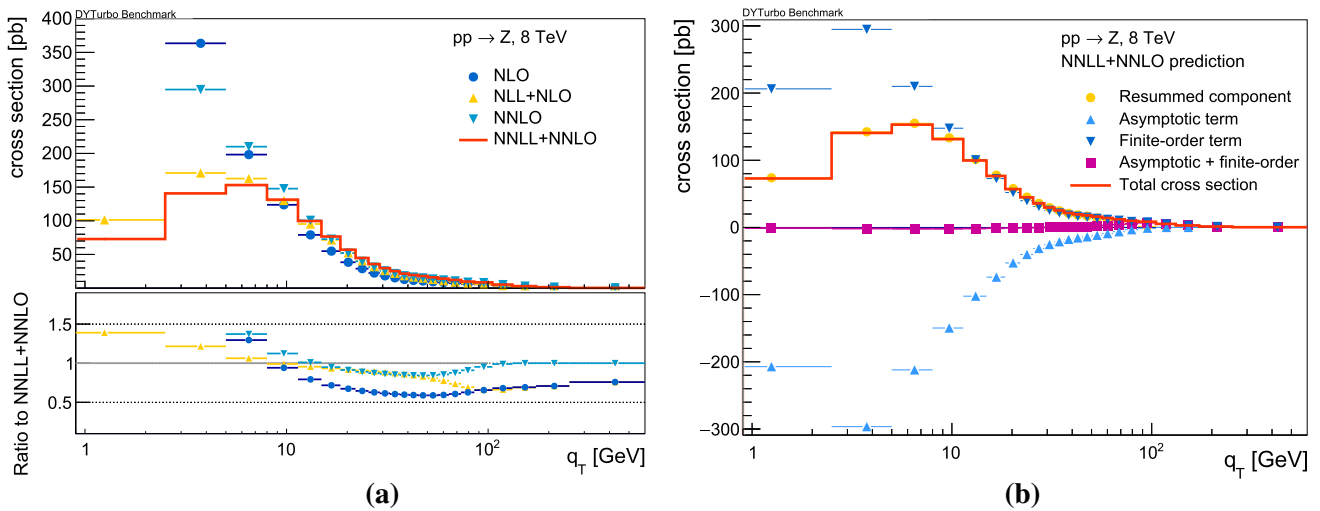 DYTurbo Benchmark
cross section [pb]
400
350
300
250
200
150
100
50
pp → Z, 8 TeV
NLO
NLL+NLO
NNLO
NNLL+NNLO
Ratio to NNLL+NNLO
1.5
1
0.5
1
10
10²
q_T [GeV]
(a)
DYTurbo Benchmark
cross section [pb]
300
200
100
0
−100
−200
−300
pp → Z, 8 TeV
NNLL+NNLO prediction
Resummed component
Asymptotic term
Finite-order term
Asymptotic + finite-order
Total cross section
1
10
10²
q_T [GeV]
(b)